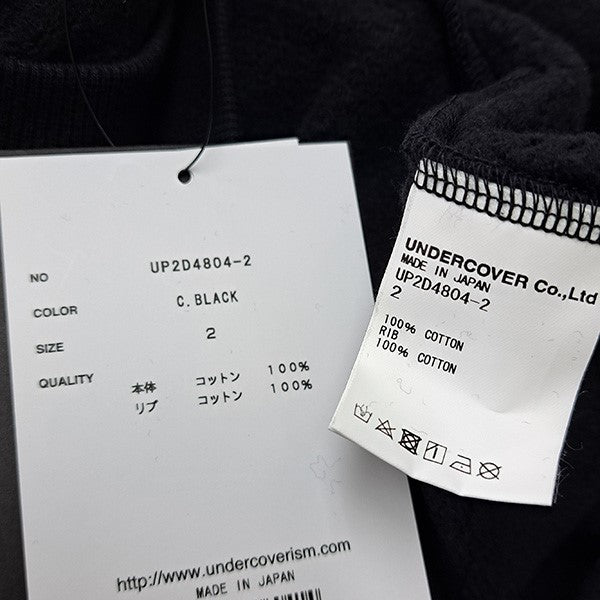 NO UP2D4804-2
COLOR C.BLACK
SIZE 2
QUALITY 本体 コットン 100%
リブ コットン 100%
http://www.undercoverism.com
MADE IN JAPAN
UNDERCOVER Co.,Ltd
MADE IN JAPAN
UP2D4804-2
2
100% COTTON
RIB
100% COTTON